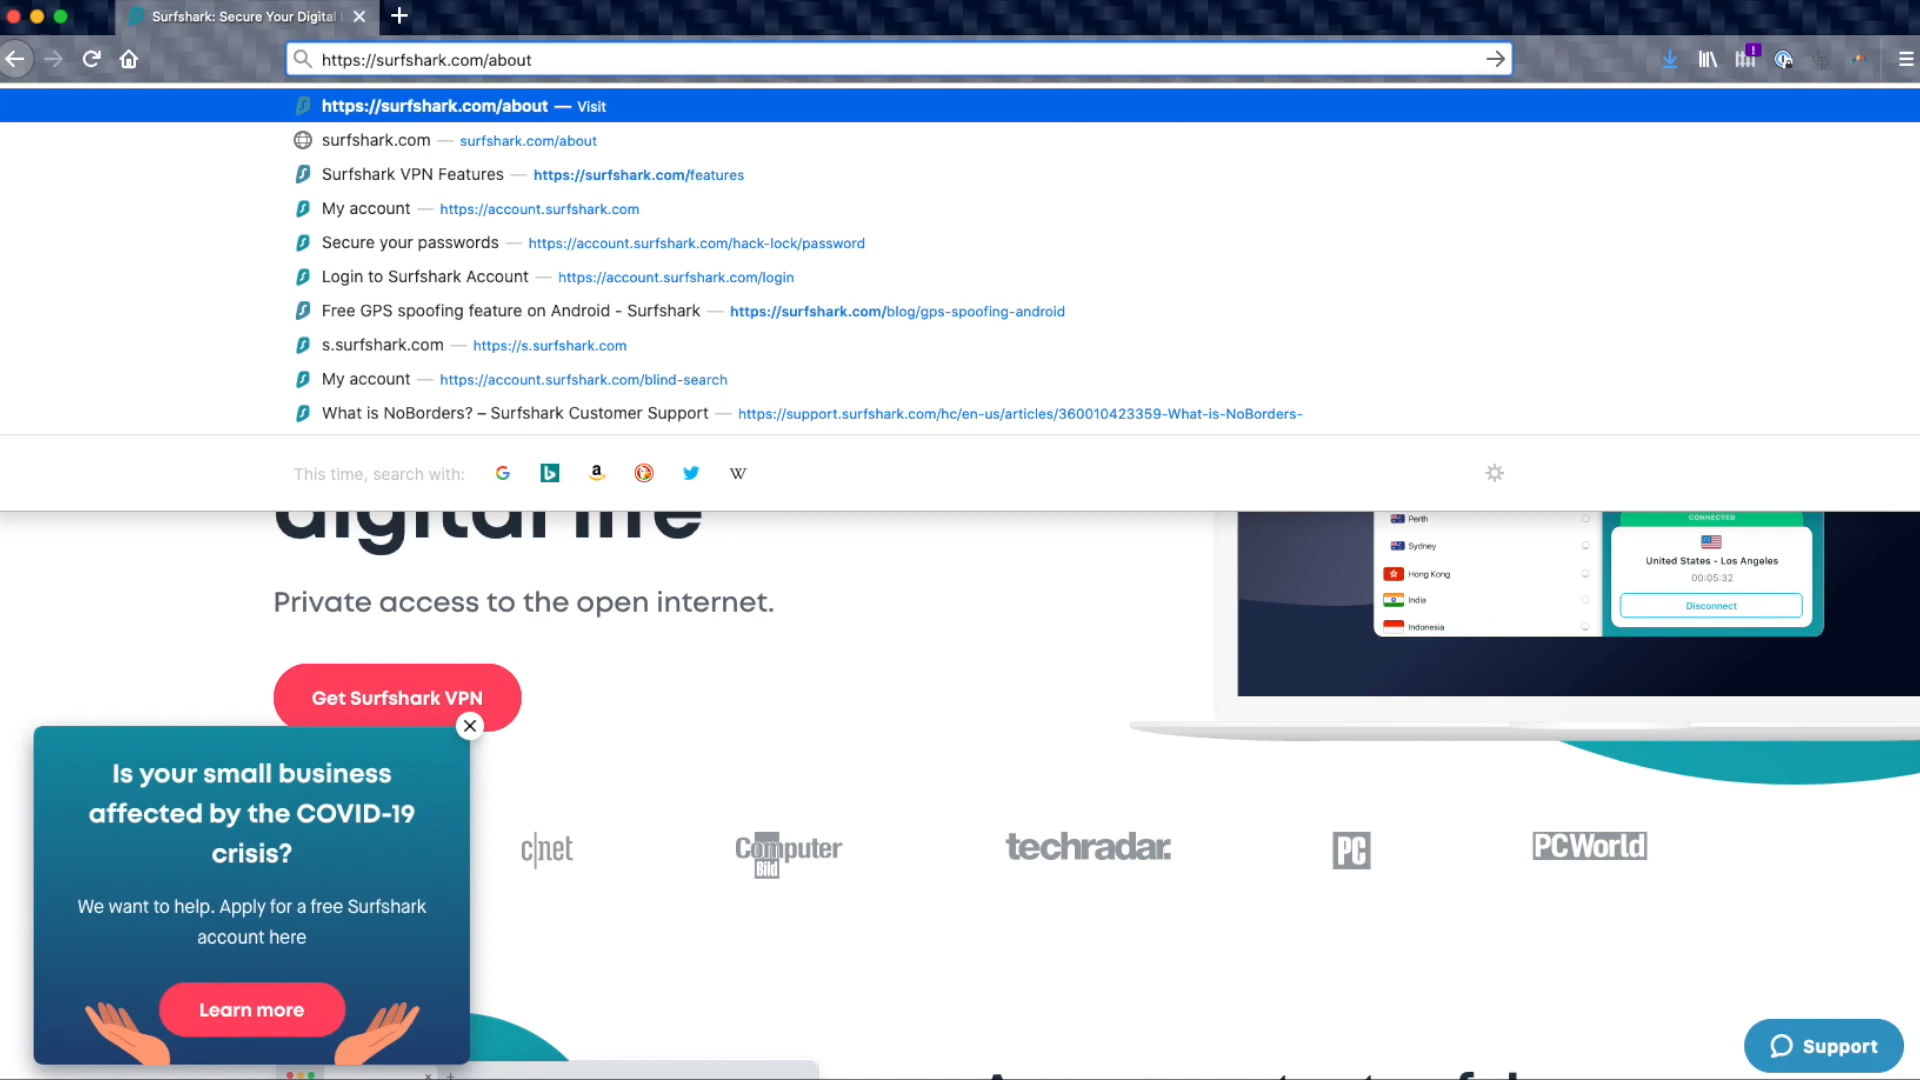 Surfshark: Secure Your Digital
https://surfshark.com/about
https://surfshark.com/about — Visit
surfshark.com — surfshark.com/about
Surfshark VPN Features — https://surfshark.com/features
My account — https://account.surfshark.com
Secure your passwords — https://account.surfshark.com/hack-lock/password
Login to Surfshark Account — https://account.surfshark.com/login
Free GPS spoofing feature on Android - Surfshark — https://surfshark.com/blog/gps-spoofing-android
s.surfshark.com — https://s.surfshark.com
My account — https://account.surfshark.com/blind-search
What is NoBorders? – Surfshark Customer Support — https://support.surfshark.com/hc/en-us/articles/360010423359-What-is-NoBorders-
This time, search with:
digital life
Private access to the open internet.
Get Surfshark VPN
Perth
Sydney
Hong Kong
India
Indonesia
CONNECTED
United States - Los Angeles
00:05:32
Disconnect
Is your small business
affected by the COVID-19
crisis?
We want to help. Apply for a free Surfshark
account here
Learn more
c|net
Computer
Bild
techradar.
PC
PCWorld
Support